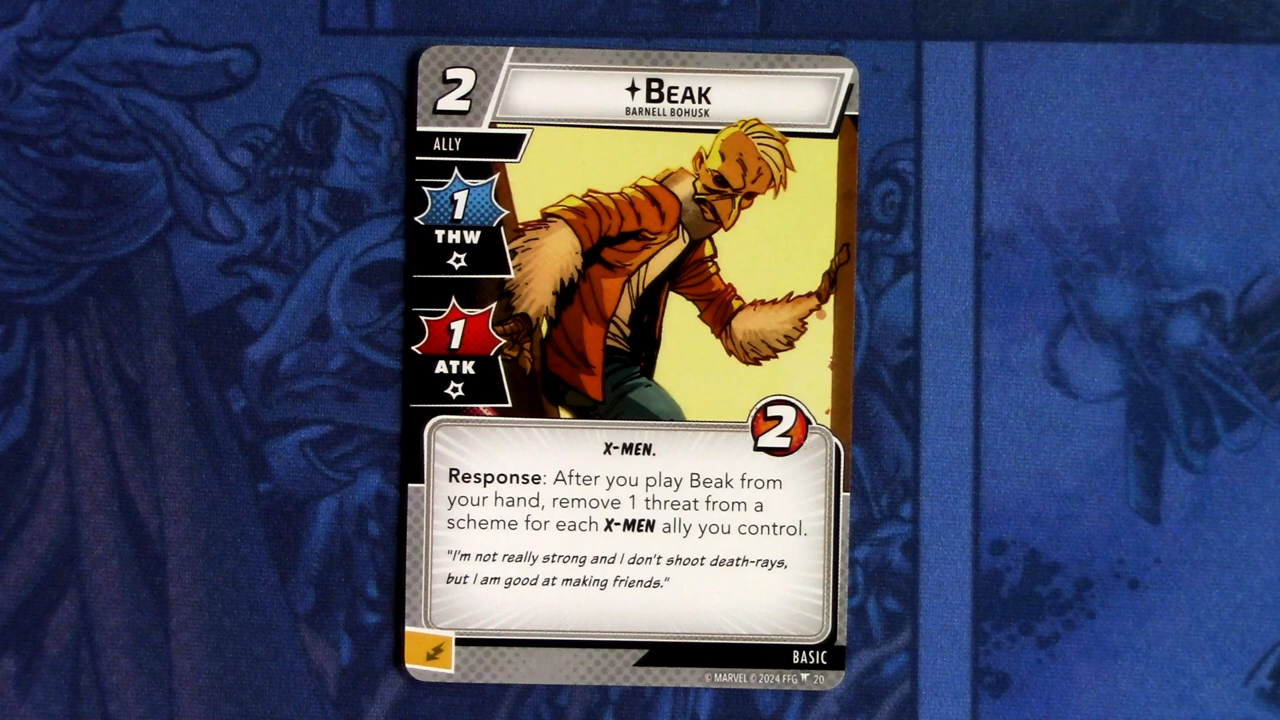 2
BEAK
BARNELL BOHUSK
ALLY
1
THW
1
ATK
2
X-MEN.
Response: After you play Beak from
your hand, remove 1 threat from a
scheme for each X-MEN ally you control.
"I'm not really strong and I don't shoot death-rays,
but I am good at making friends."
BASIC
© MARVEL © 2024 FFG 20